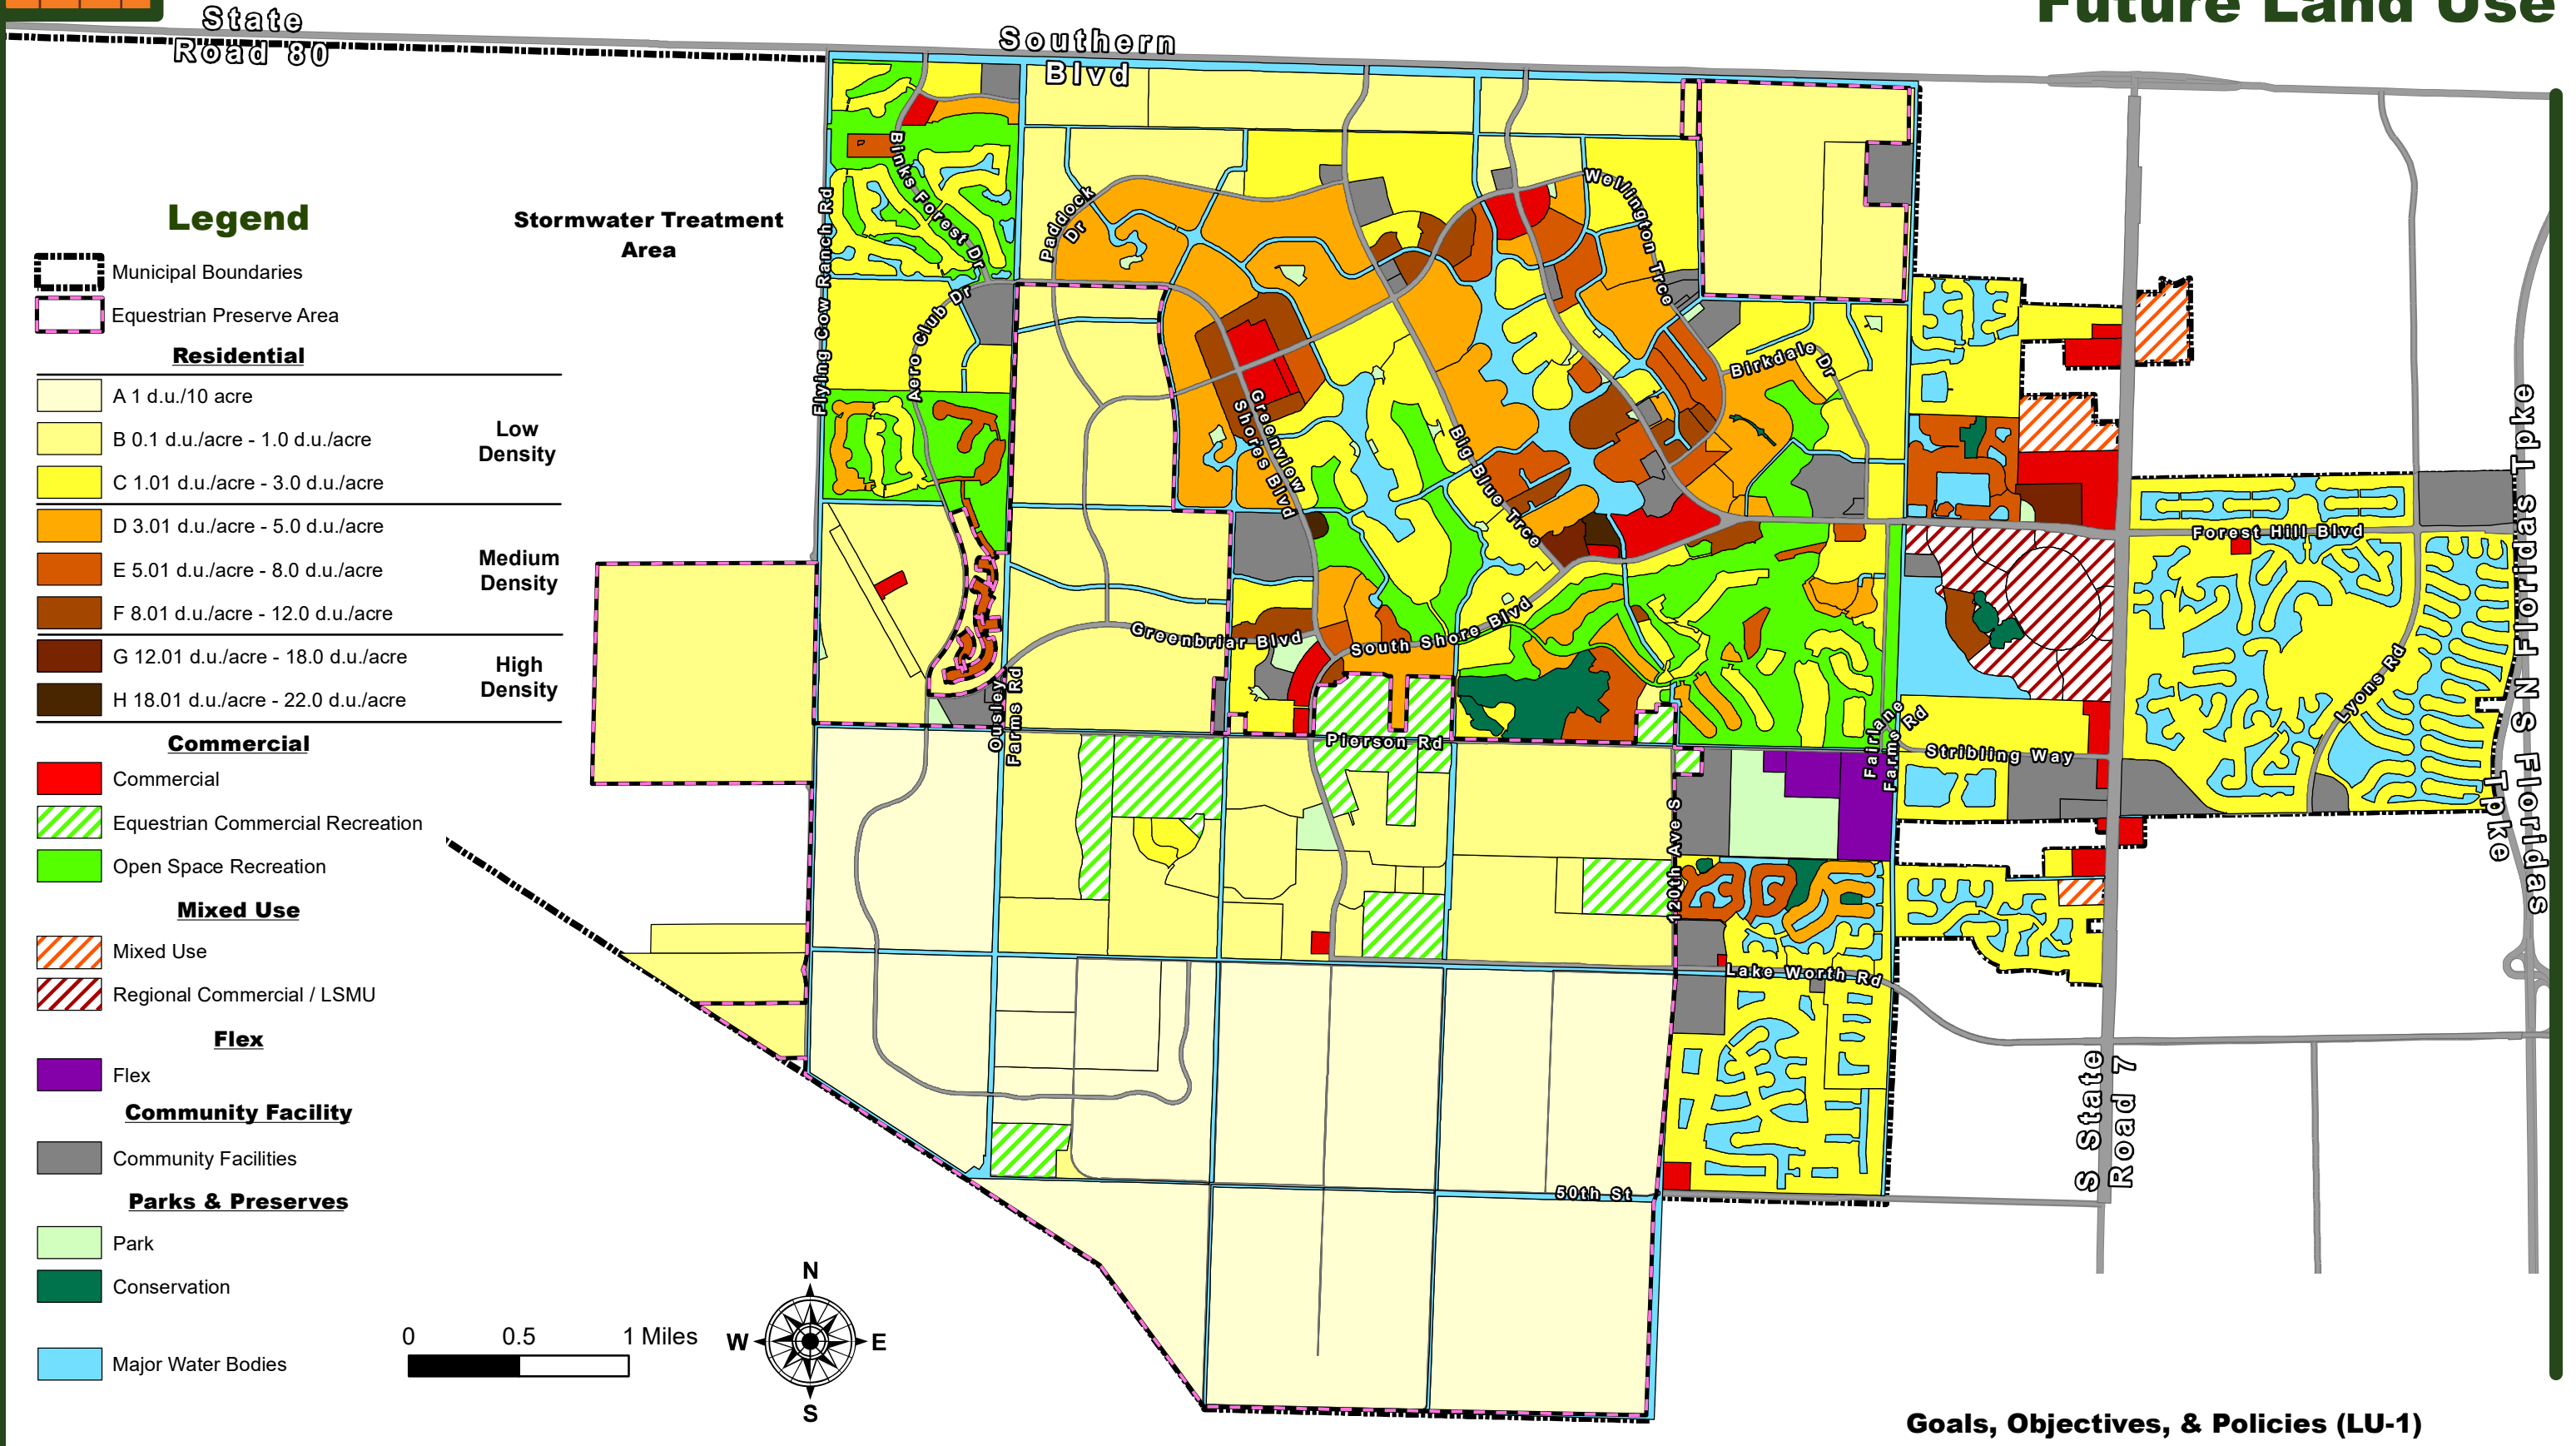 Future Land Use
State
Road 80
Southern
Blvd
Legend
Municipal Boundaries
Equestrian Preserve Area
Residential
A 1 d.u./10 acre
B 0.1 d.u./acre - 1.0 d.u./acre
C 1.01 d.u./acre - 3.0 d.u./acre
Low
Density
D 3.01 d.u./acre - 5.0 d.u./acre
E 5.01 d.u./acre - 8.0 d.u./acre
F 8.01 d.u./acre - 12.0 d.u./acre
Medium
Density
G 12.01 d.u./acre - 18.0 d.u./acre
H 18.01 d.u./acre - 22.0 d.u./acre
High
Density
Commercial
Commercial
Equestrian Commercial Recreation
Open Space Recreation
Mixed Use
Mixed Use
Regional Commercial / LSMU
Flex
Flex
Community Facility
Community Facilities
Parks & Preserves
Park
Conservation
Major Water Bodies
0 0.5 1 Miles
N
W E
S
Stormwater Treatment
Area
Flying Cow Ranch Rd
Binks Forest Dr
Aero Club Dr
Paddock
Dr
Wellington Trce
Birkdale Dr
Greenview
Shores Blvd
Big Blue Trce
Forest Hill Blvd
Greenbriar Blvd
South Shore Blvd
Ousley
Farms Rd
Pierson Rd
Fairlane
Farms Rd
Stribling Way
Lyons Rd
120th Ave S
Lake Worth Rd
50th St
S State
Road 7
N Floridas Tpke
S Floridas
Tpke
Goals, Objectives, & Policies (LU-1)